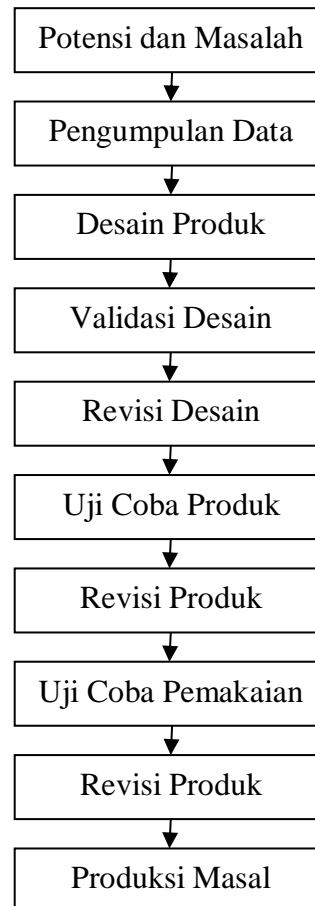 Potensi dan Masalah
Pengumpulan Data
Desain Produk
Validasi Desain
Revisi Desain
Uji Coba Produk
Revisi Produk
Uji Coba Pemakaian
Revisi Produk
Produksi Masal